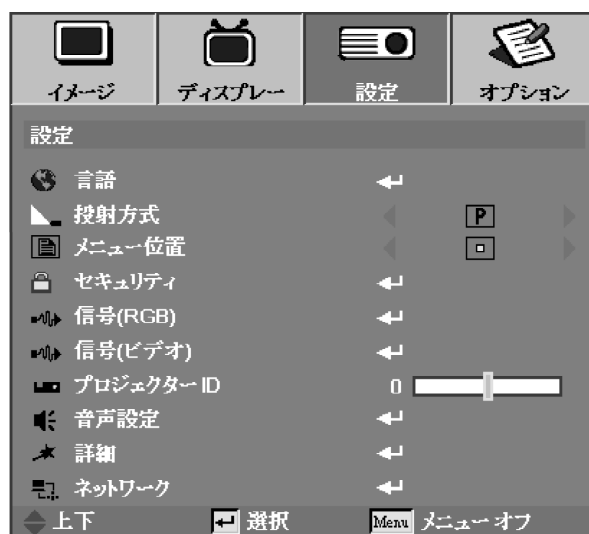 イメージ ディスプレー 設定 オプション
設定
言語
投射方式 P
メニュー位置
セキュリティ
信号(RGB)
信号(ビデオ)
プロジェクター ID 0
音声設定
詳細
ネットワーク
上下 選択 Menu メニュー オフ